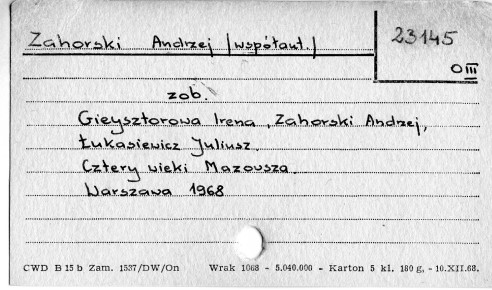 Zahorski Andrzej /współaut./
23145
O III
zob.
Gieysztorowa Irena, Zahorski Andrzej,
Łukasiewicz Juliusz.
Cztery wieki Mazowsza.
Warszawa 1968
CWD B 15 b Zam. 1537/DW/On Wrak 1068 - 5.040.000 - Karton 5 kl. 180 g, - 10.XII.68.